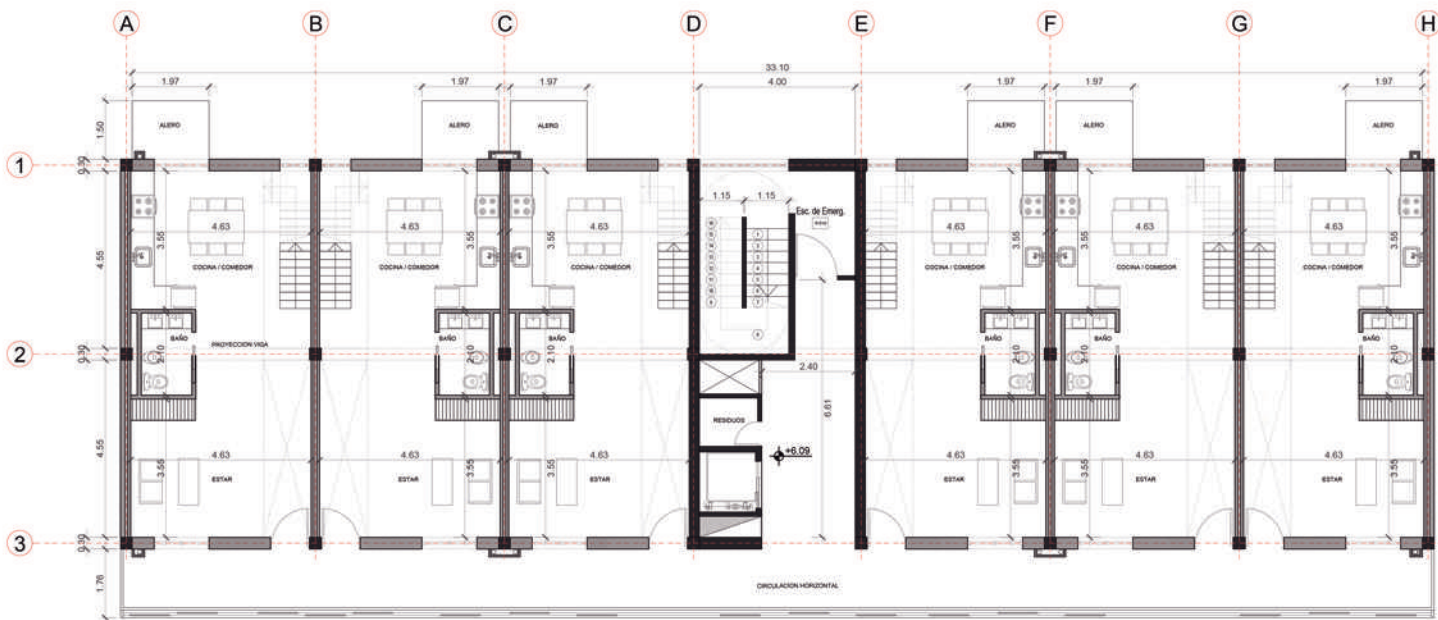 A B C D E F G H
33.10
1.97 1.97 1.97 4.00 1.97 1.97 1.97
1.50
ALERO ALERO ALERO ALERO ALERO ALERO
1
0.30
1.15 1.15
Esc. de Emerg.
4.63 4.63 4.63 4.63 4.63 4.63
3.55 3.55 3.55 3.55 3.55 3.55
4.55
COCINA / COMEDOR COCINA / COMEDOR COCINA / COMEDOR COCINA / COMEDOR COCINA / COMEDOR COCINA / COMEDOR
BAÑO BAÑO BAÑO BAÑO BAÑO BAÑO
PROYECCION VIGA
2
0.30
2.10 2.10 2.10 2.10 2.10 2.10
2.40
6.61
RESIDUOS
4.55
+6.09
4.63 4.63 4.63 4.63 4.63 4.63
3.55 3.55 3.55 3.55 3.55 3.55
ESTAR ESTAR ESTAR ESTAR ESTAR ESTAR
3
0.30
1.76
CIRCULACION HORIZONTAL